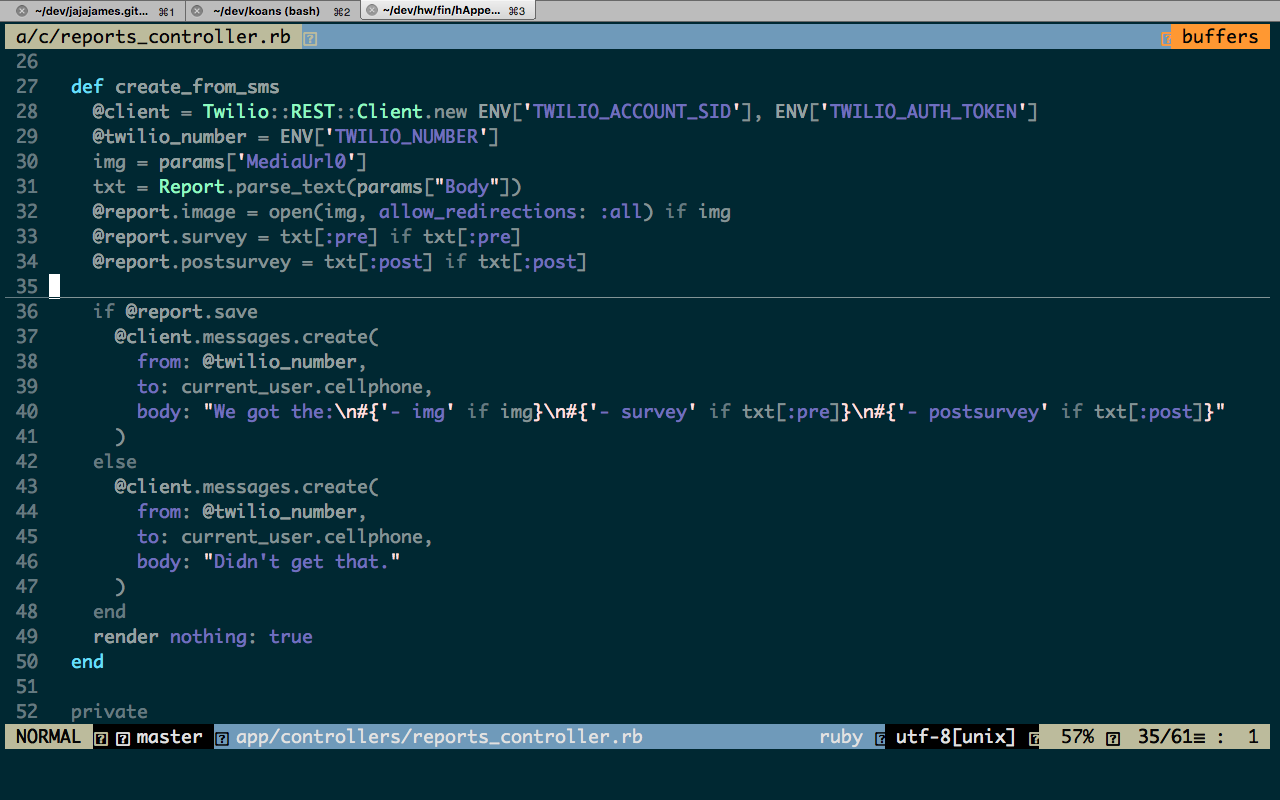 ~/dev/jajajames.git... ⌘1 ~/dev/koans (bash) ⌘2 ~/dev/hw/fin/hAppe... ⌘3
a/c/reports_controller.rb buffers
26
27 def create_from_sms
28 @client = Twilio::REST::Client.new ENV['TWILIO_ACCOUNT_SID'], ENV['TWILIO_AUTH_TOKEN']
29 @twilio_number = ENV['TWILIO_NUMBER']
30 img = params['MediaUrl0']
31 txt = Report.parse_text(params["Body"])
32 @report.image = open(img, allow_redirections: :all) if img
33 @report.survey = txt[:pre] if txt[:pre]
34 @report.postsurvey = txt[:post] if txt[:post]
35
36 if @report.save
37 @client.messages.create(
38 from: @twilio_number,
39 to: current_user.cellphone,
40 body: "We got the:\n#{'- img' if img}\n#{'- survey' if txt[:pre]}\n#{'- postsurvey' if txt[:post]}"
41 )
42 else
43 @client.messages.create(
44 from: @twilio_number,
45 to: current_user.cellphone,
46 body: "Didn't get that."
47 )
48 end
49 render nothing: true
50 end
51
52 private
NORMAL master app/controllers/reports_controller.rb ruby utf-8[unix] 57% 35/61≡ : 1